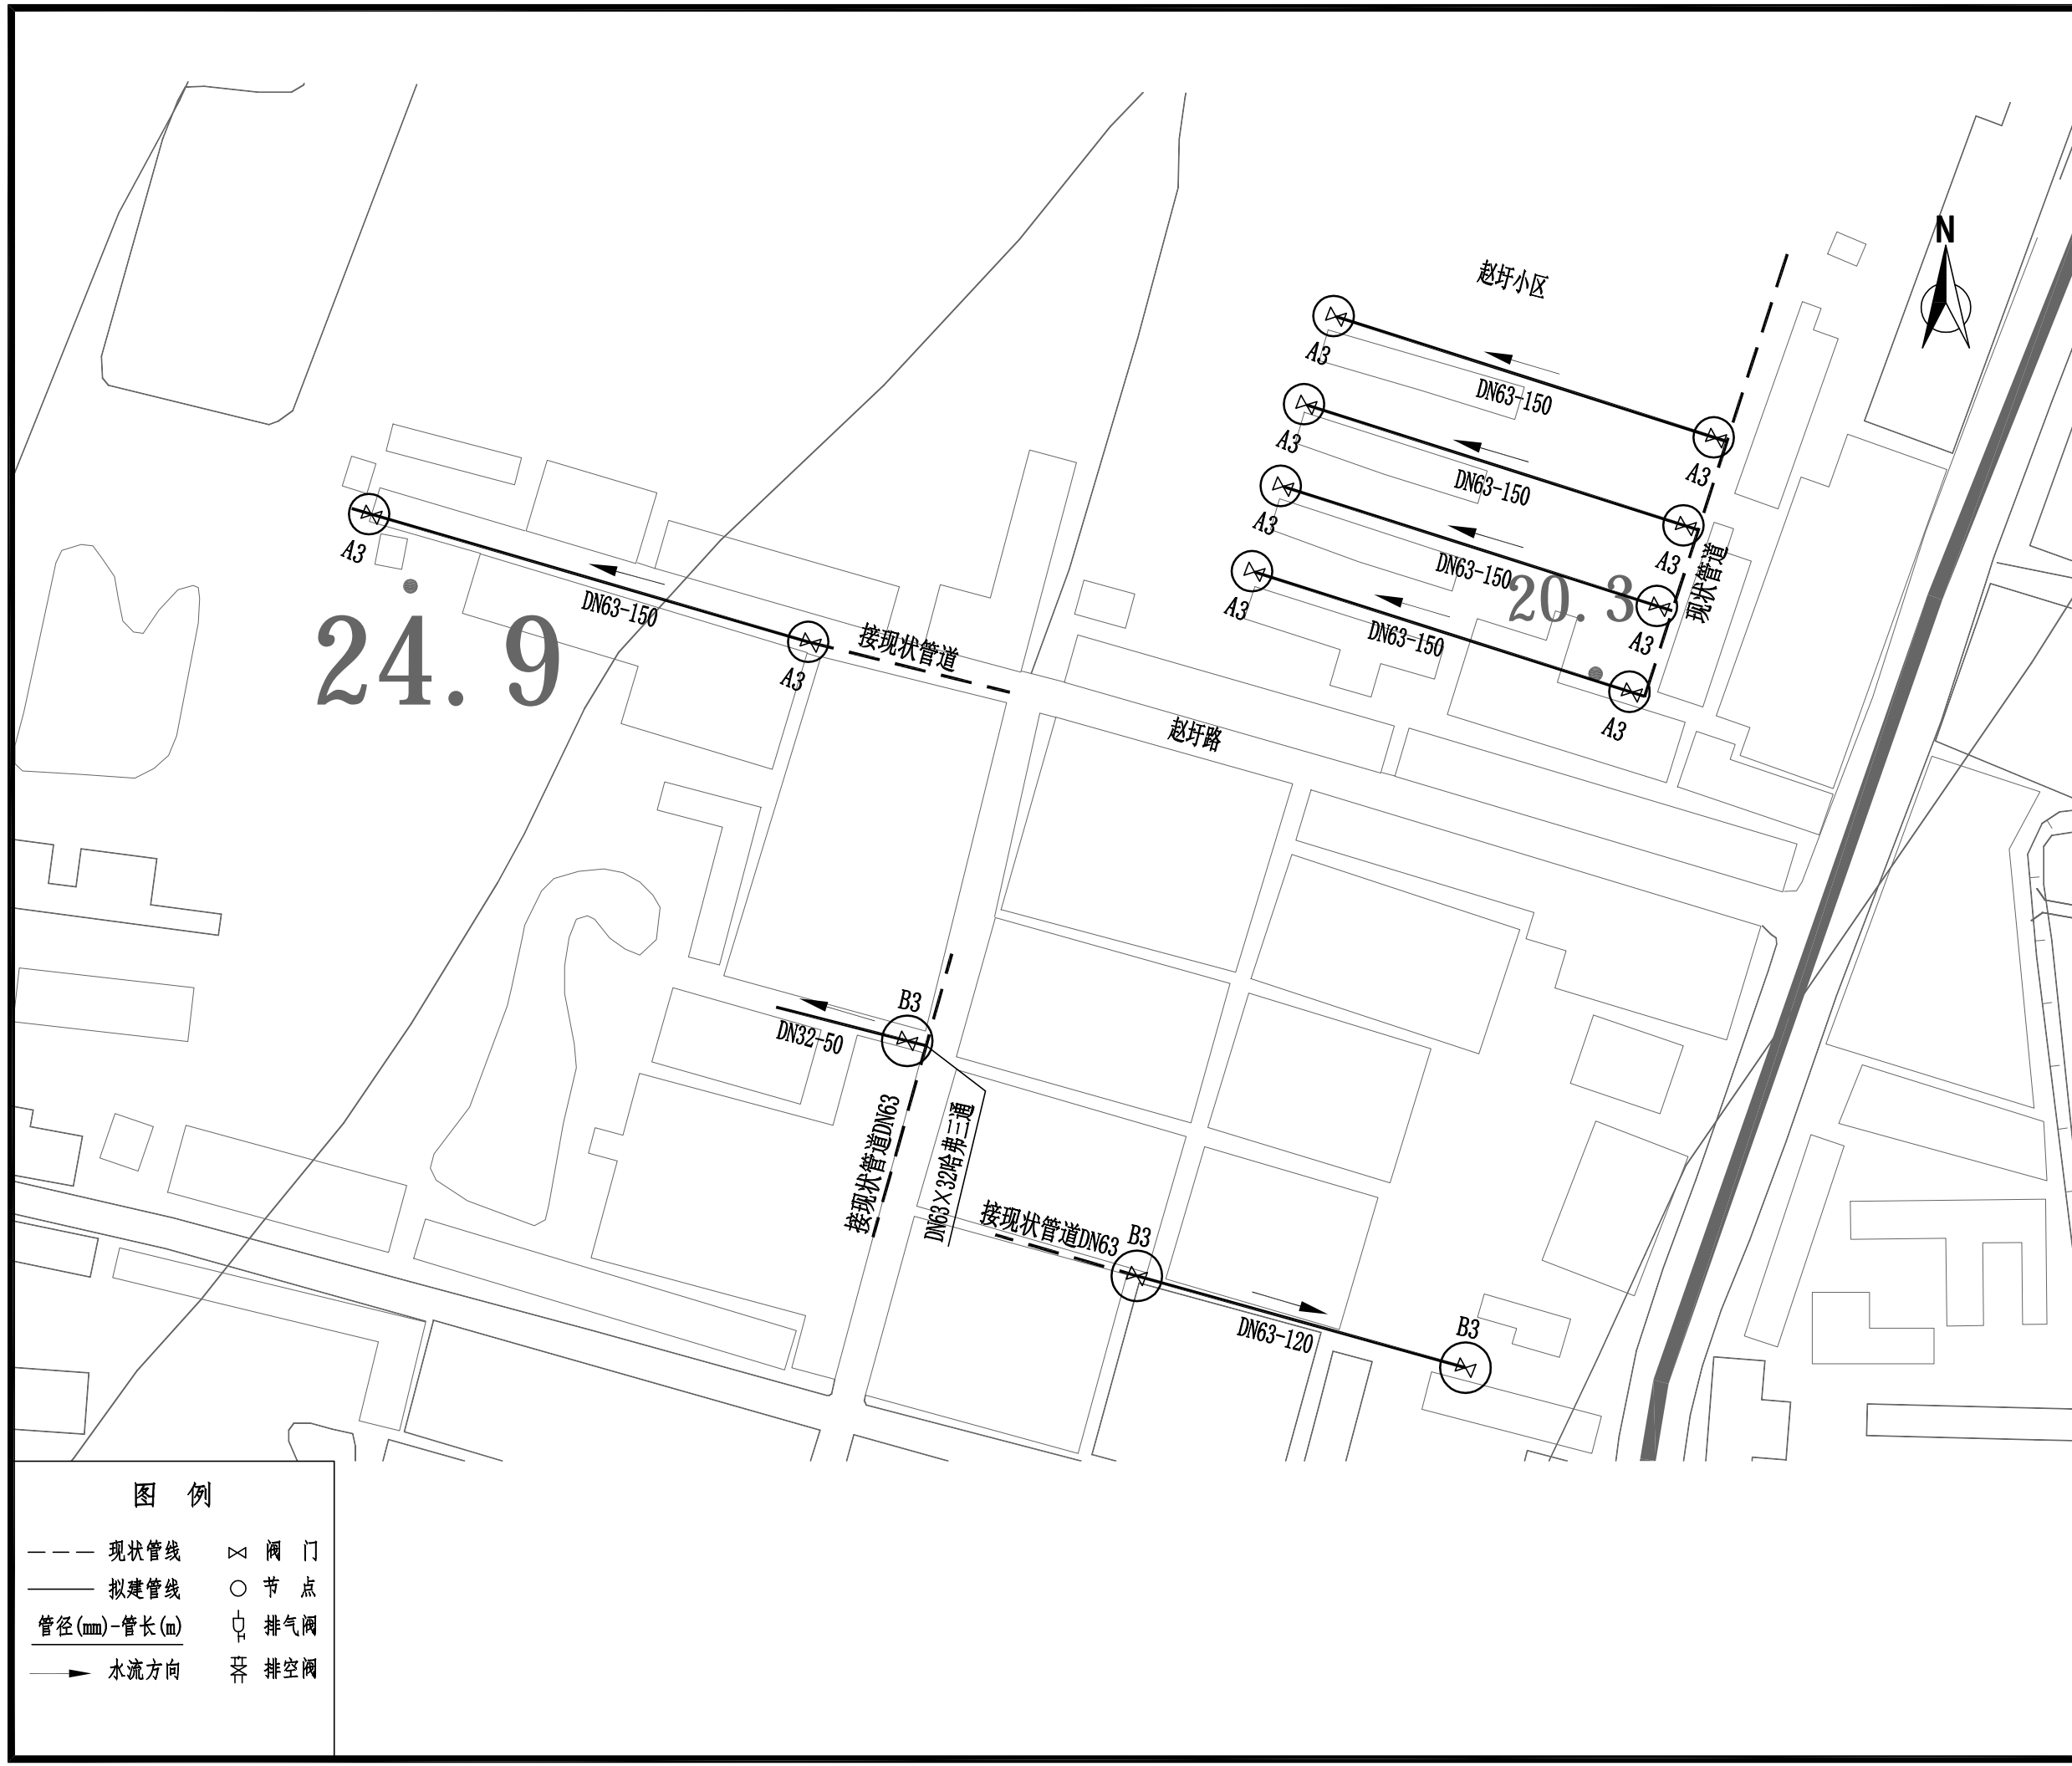 N
赵圩小区
A3
DN63-150
A3
A3
DN63-150
A3
A3
DN63-150
A3
A3
DN63-150
A3
现状管道
20.3
A3
DN63-150
A3
接现状管道
24.9
赵圩路
B3
DN32-50
接现状管道DN63
DN63×32哈弗三通
接现状管道DN63
B3
DN63-120
B3
图 例
现状管线
阀 门
拟建管线
节 点
管径(mm)-管长(m)
排气阀
水流方向
排空阀